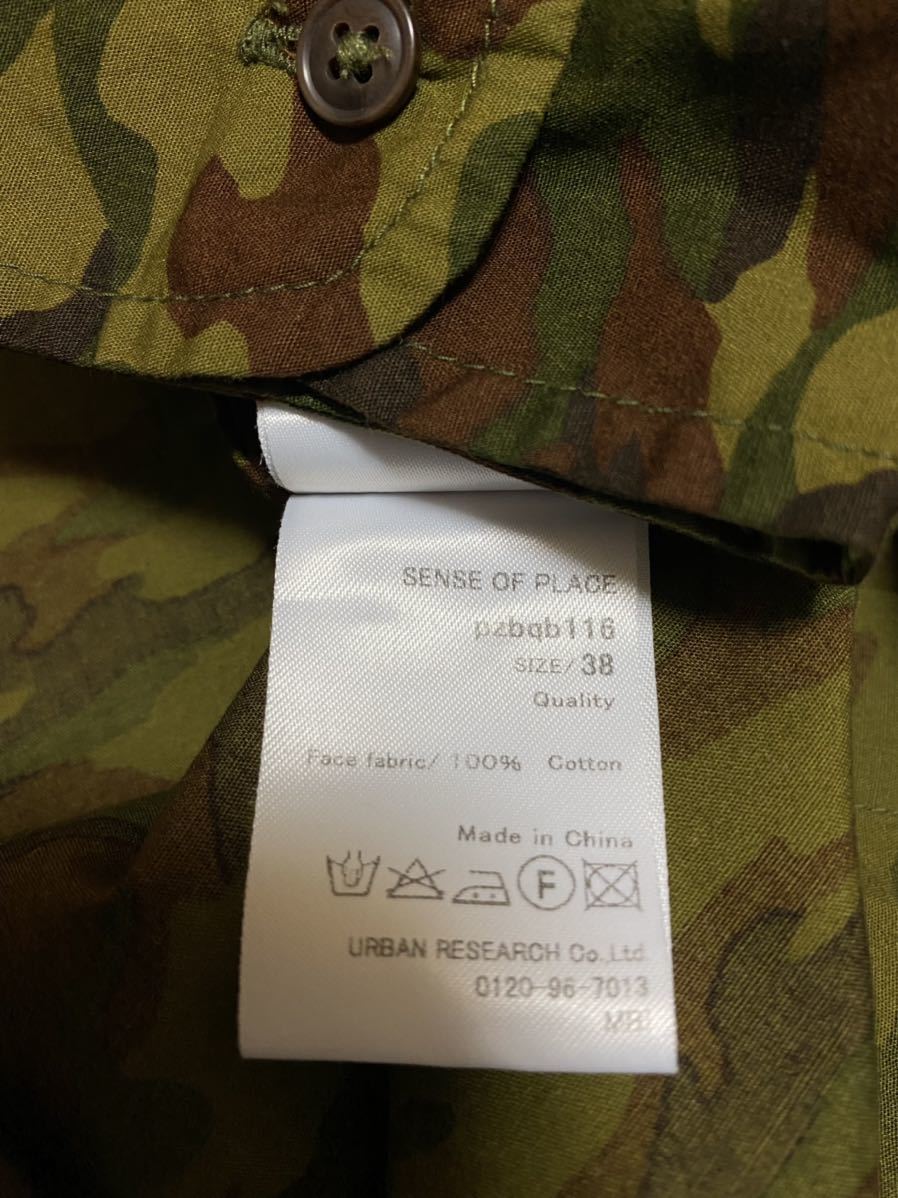 SENSE OF PLACE
pzbqb116
SIZE/ 38
Quality
Face fabric/ 100% Cotton
Made in China
F
URBAN RESEARCH Co.,Ltd.
0120-96-7013